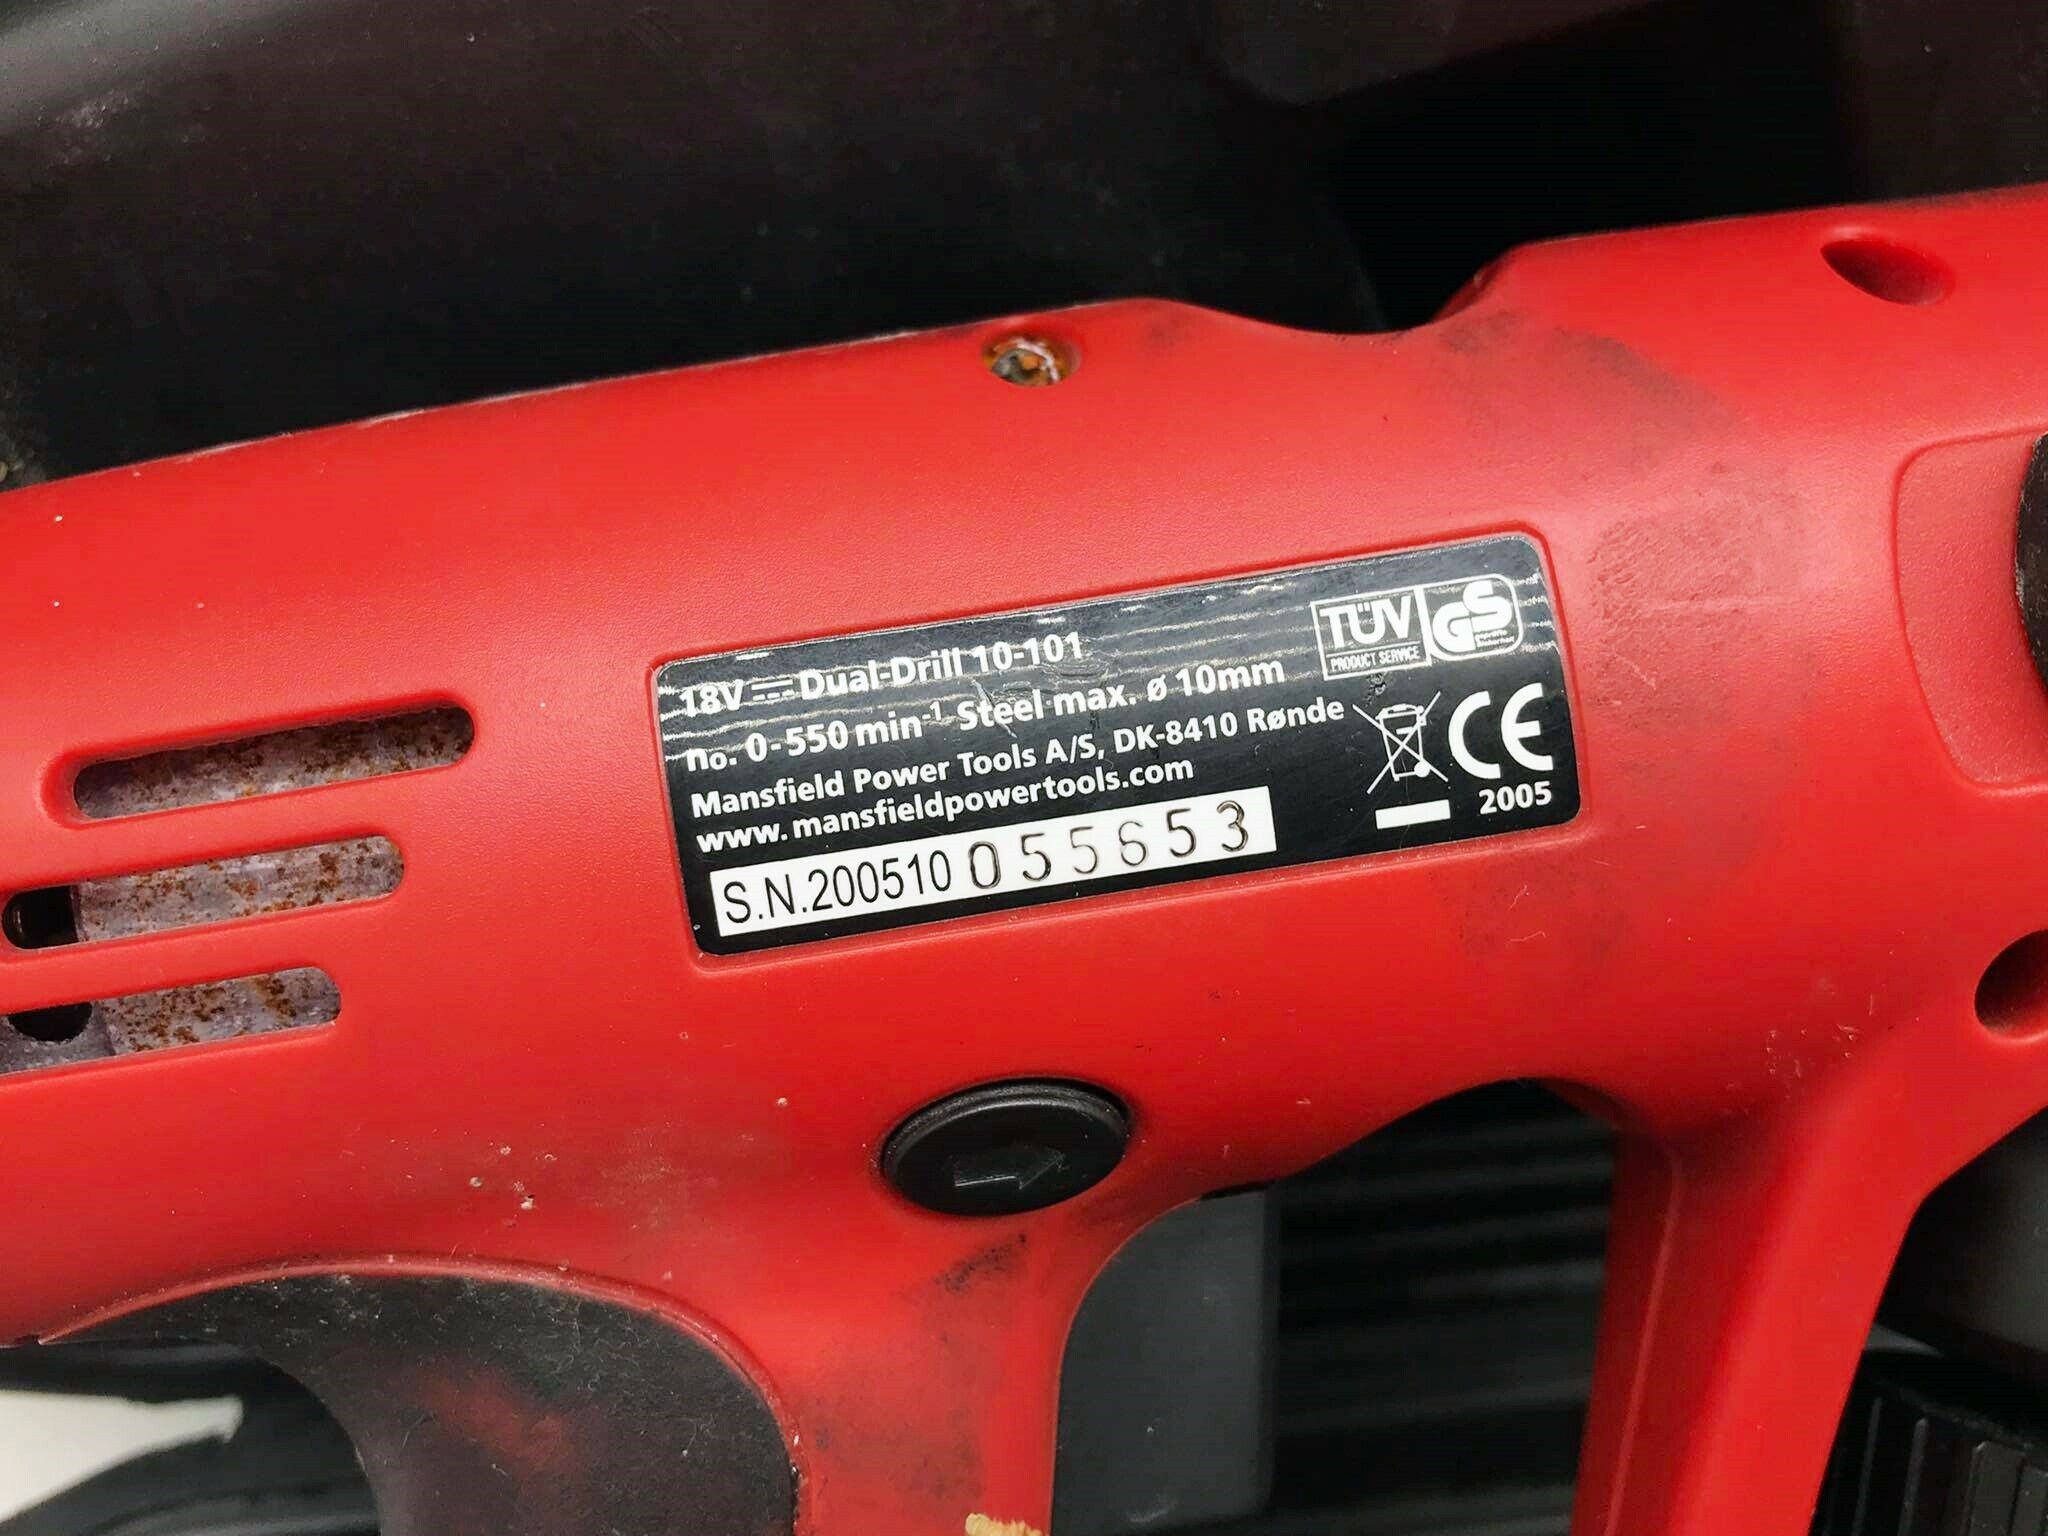 18V Dual-Drill 10-101
no. 0-550 min-1 Steel max. ø 10mm
Mansfield Power Tools A/S, DK-8410 Rønde
www.mansfieldpowertools.com
S.N.200510 055653
TÜV
PRODUCT SERVICE
GS
CE
2005